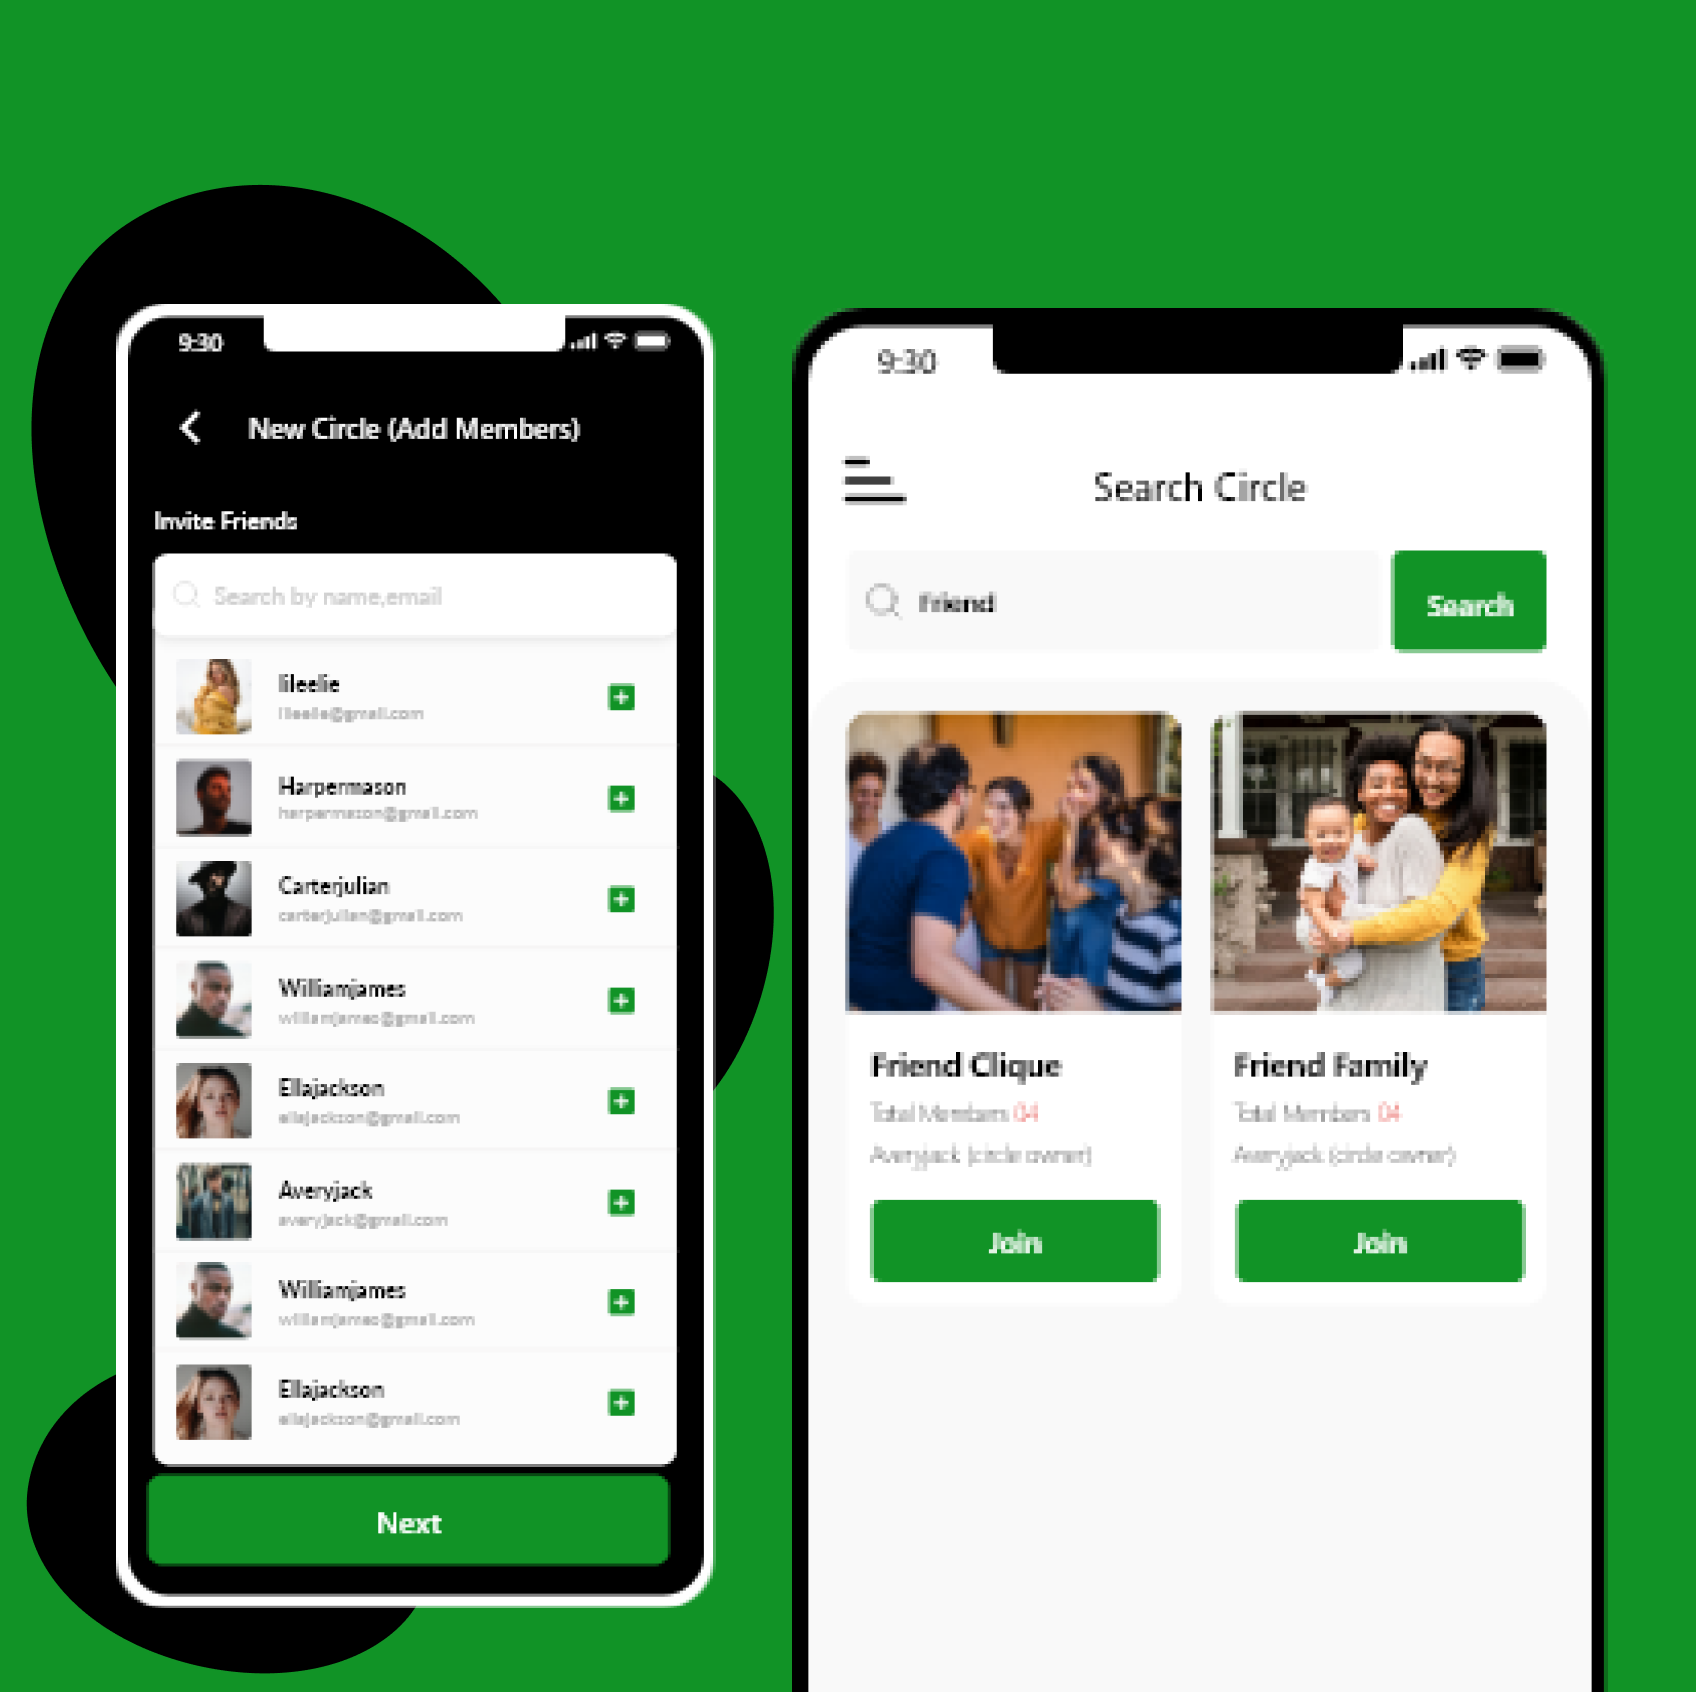 9:30
New Circle (Add Members)
Invite Friends
Search by name,email
lileelie
lileelie@gmail.com
Harpermason
harpermason@gmail.com
Carterjulian
carterjulian@gmail.com
Williamjames
williamjames@gmail.com
Ellajackson
ellajackson@gmail.com
Averyjack
averyjack@gmail.com
Williamjames
williamjames@gmail.com
Ellajackson
ellajackson@gmail.com
Next
9:30
Search Circle
Friend
Search
Friend Clique
Total Members 04
Averyjack (circle owner)
Join
Friend Family
Total Members 04
Averyjack (circle owner)
Join